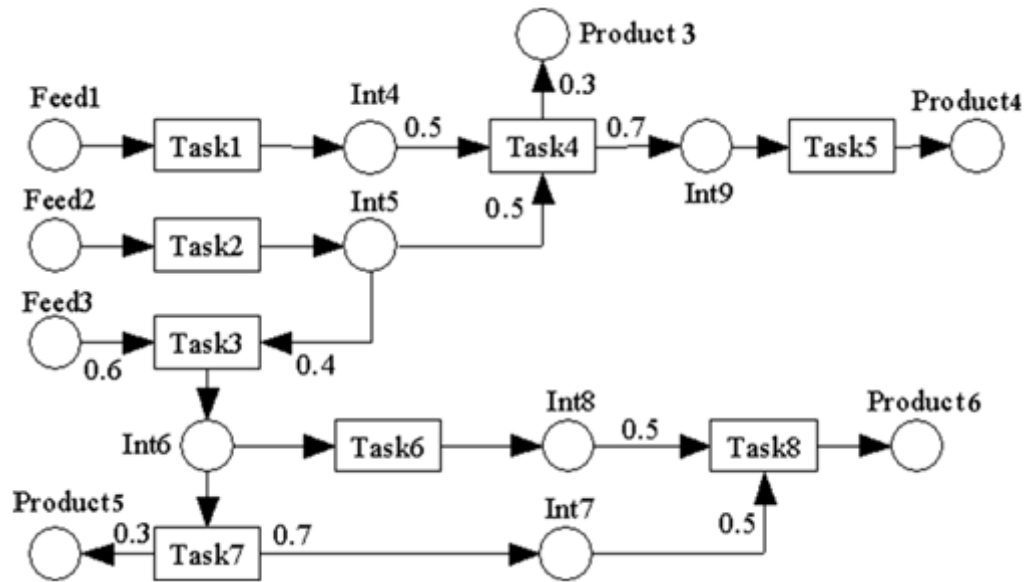 Product 3
0.3
Feed1
Int4
Product4
Task1
0.5
Task4
0.7
Task5
Feed2
Int5
0.5
Int9
Task2
Feed3
Task3
0.6
0.4
Int8
Product6
Int6
Task6
0.5
Task8
Product5
Int7
0.5
0.3
Task7
0.7